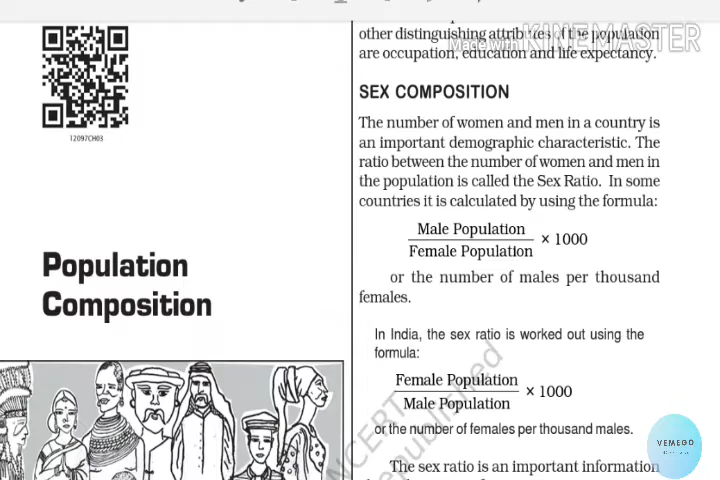 12097CH03
Population
Composition
other distinguishing attributes of the population
are occupation, education and life expectancy.
Made with KINEMASTER
SEX COMPOSITION
The number of women and men in a country is
an important demographic characteristic. The
ratio between the number of women and men in
the population is called the Sex Ratio. In some
countries it is calculated by using the formula:
Male Population
Female Population × 1000
or the number of males per thousand
females.
In India, the sex ratio is worked out using the
formula:
Female Population
Male Population × 1000
or the number of females per thousand males.
The sex ratio is an important information
VEMEGO